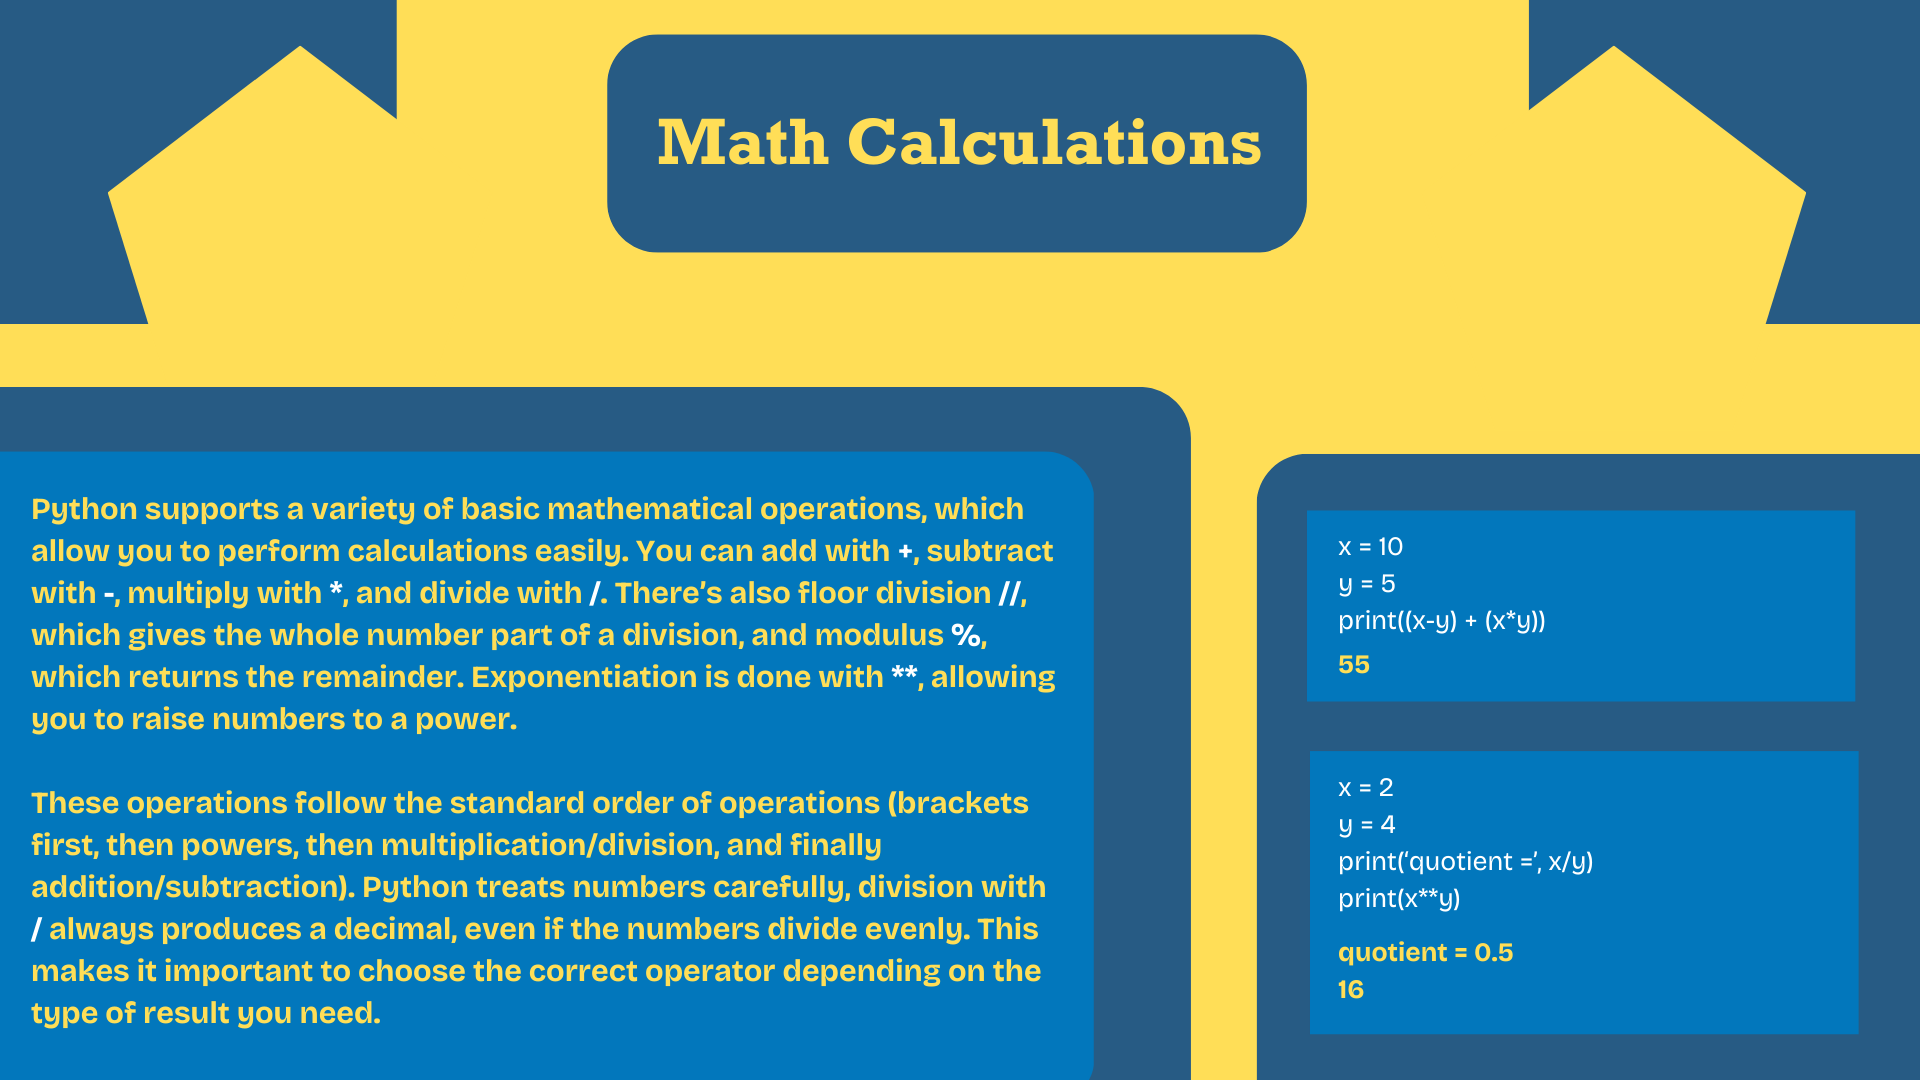 Math Calculations
Python supports a variety of basic mathematical operations, which
allow you to perform calculations easily. You can add with +, subtract
with -, multiply with *, and divide with /. There’s also floor division //,
which gives the whole number part of a division, and modulus %,
which returns the remainder. Exponentiation is done with **, allowing
you to raise numbers to a power.
These operations follow the standard order of operations (brackets
first, then powers, then multiplication/division, and finally
addition/subtraction). Python treats numbers carefully, division with
/ always produces a decimal, even if the numbers divide evenly. This
makes it important to choose the correct operator depending on the
type of result you need.
x = 10
y = 5
print((x-y) + (x*y))
55
x = 2
y = 4
print(‘quotient =’, x/y)
print(x**y)
quotient = 0.5
16